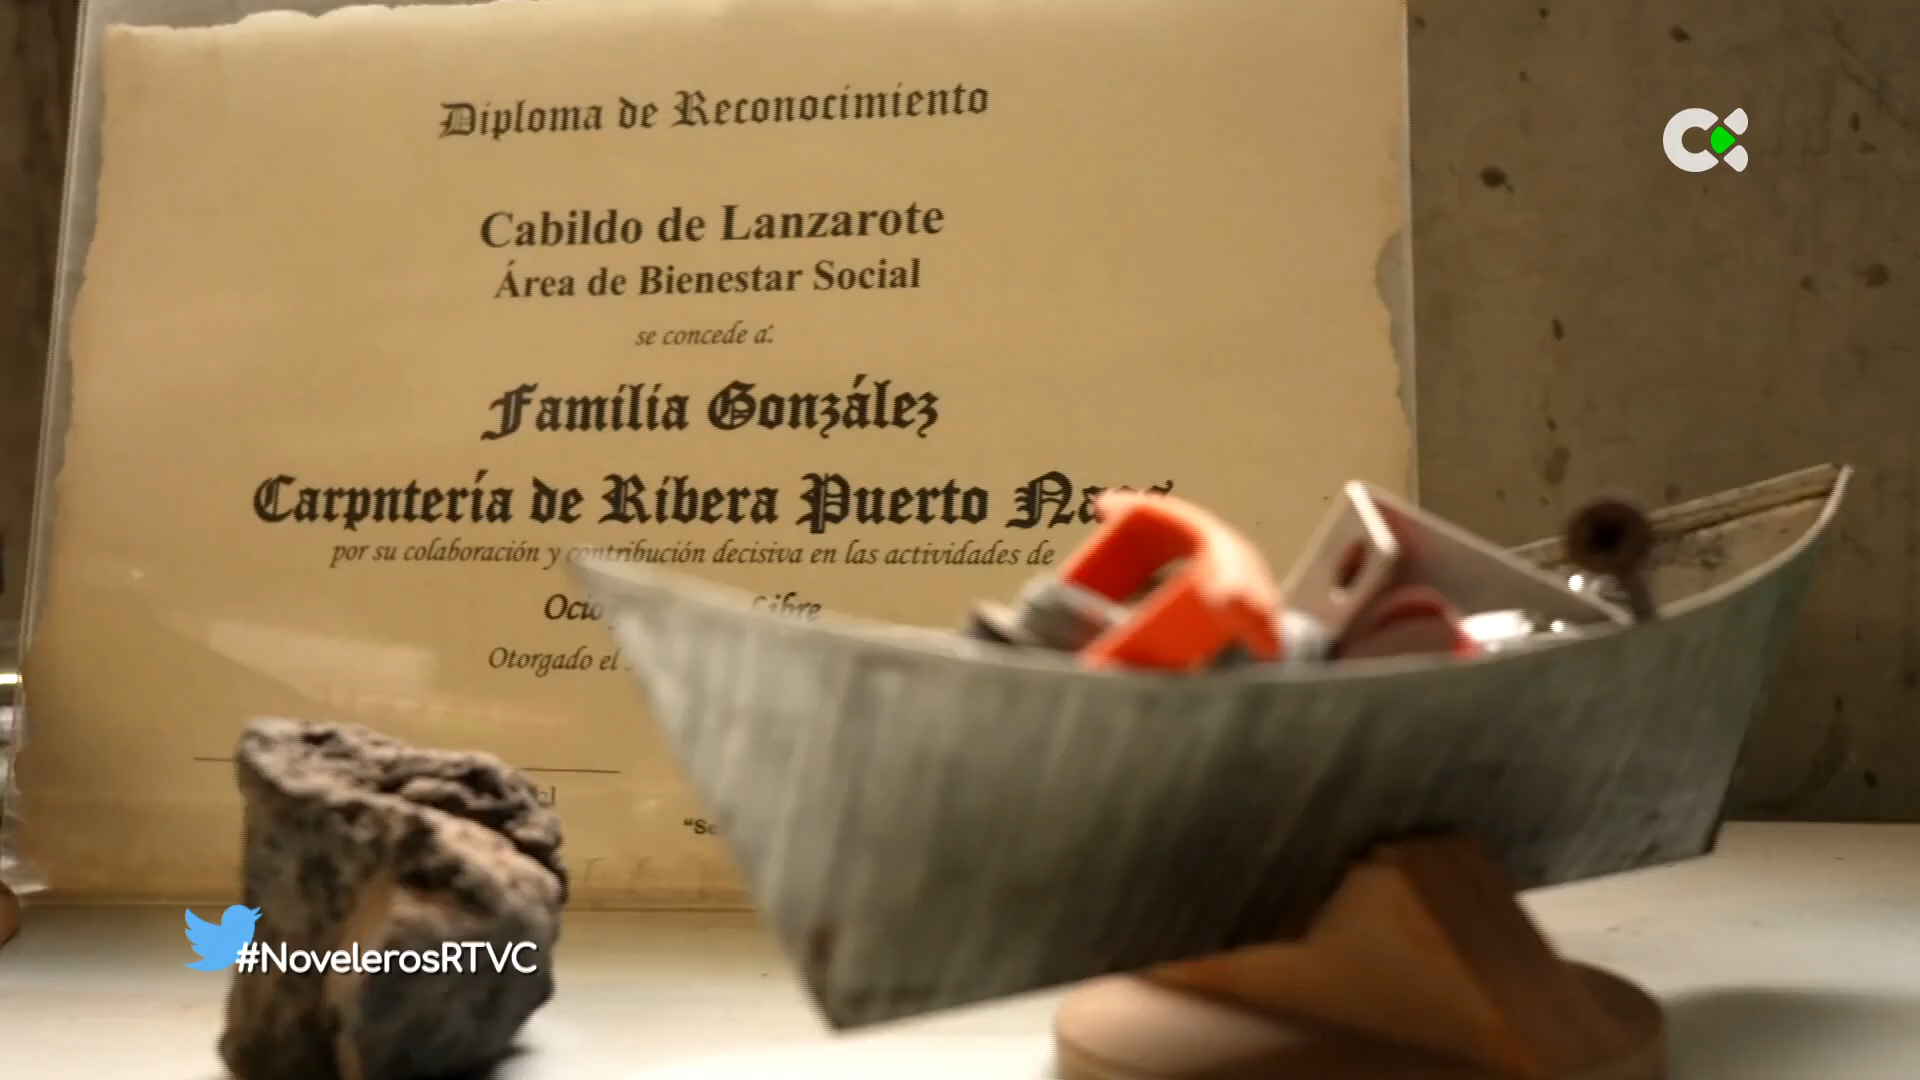 Diploma de Reconocimiento
Cabildo de Lanzarote
Área de Bienestar Social
se concede a:
Familia González
Carpntería de Ribera Puerto
por su colaboración y contribución decisiva en las actividades de
Libre
Otorgado el
#NovelerosRTVC